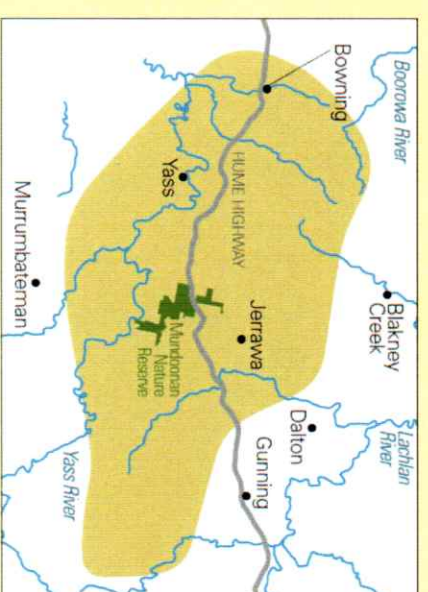 Boorowa River
Bowning
Blakney
Creek
HUME HIGHWAY
Yass
Jerrawa
Dalton
Lachlan
River
Gunning
Mundoonan
Nature
Reserve
Murrumbateman
Yass River